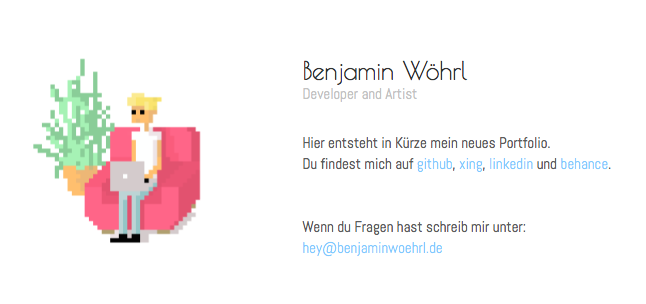 Benjamin Wöhrl
Developer and Artist
Hier entsteht in Kürze mein neues Portfolio.
Du findest mich auf github, xing, linkedin und behance.
Wenn du Fragen hast schreib mir unter:
hey@benjaminwoehrl.de